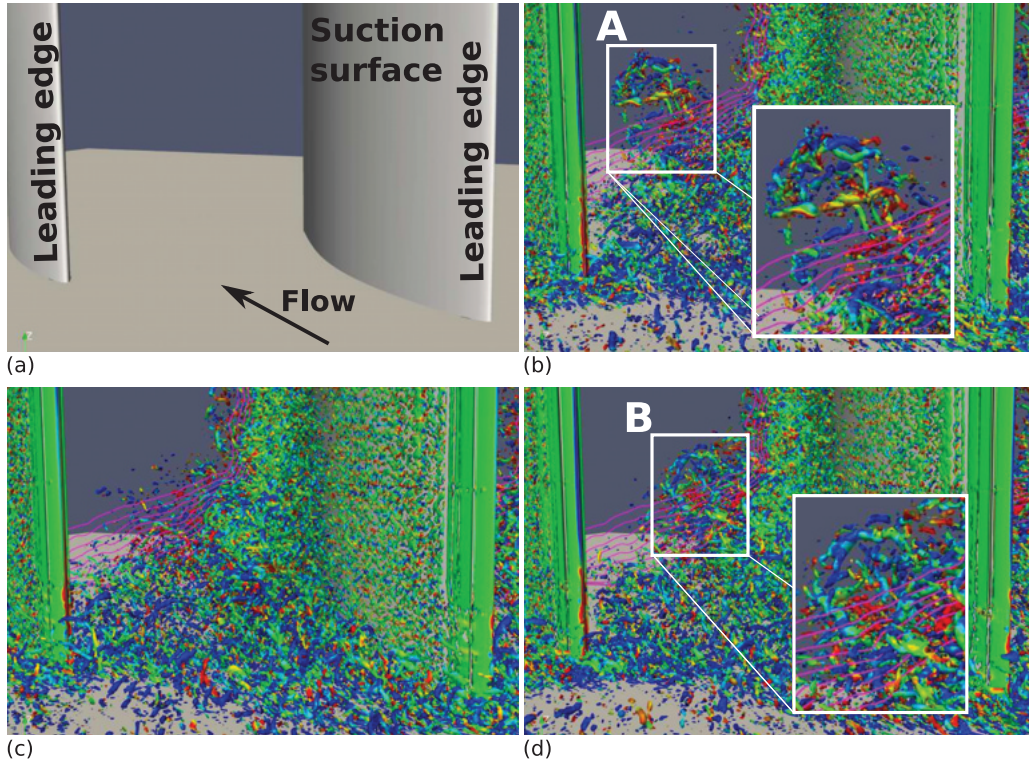 Leading edge
Suction
surface
Leading edge
Flow
z
(a)
A
(b)
(c)
B
(d)